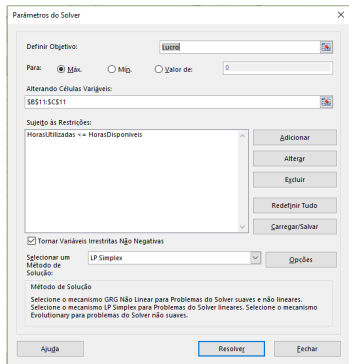 Parâmetros do Solver
Definir Objetivo: Lucro
Para: Máx. Mín. Valor de: 0
Alterando Células Variáveis:
$B$11:$C$11
Sujeito às Restrições:
HorasUtilizadas <= HorasDisponiveis
Adicionar
Alterar
Excluir
Redefinir Tudo
Carregar/Salvar
Tornar Variáveis Irrestritas Não Negativas
Selecionar um
Método de
Solução:
LP Simplex
Opções
Método de Solução
Selecione o mecanismo GRG Não Linear para Problemas do Solver suaves e não lineares.
Selecione o mecanismo LP Simplex para Problemas do Solver lineares. Selecione o mecanismo
Evolutionary para problemas do Solver não suaves.
Ajuda Resolver Fechar